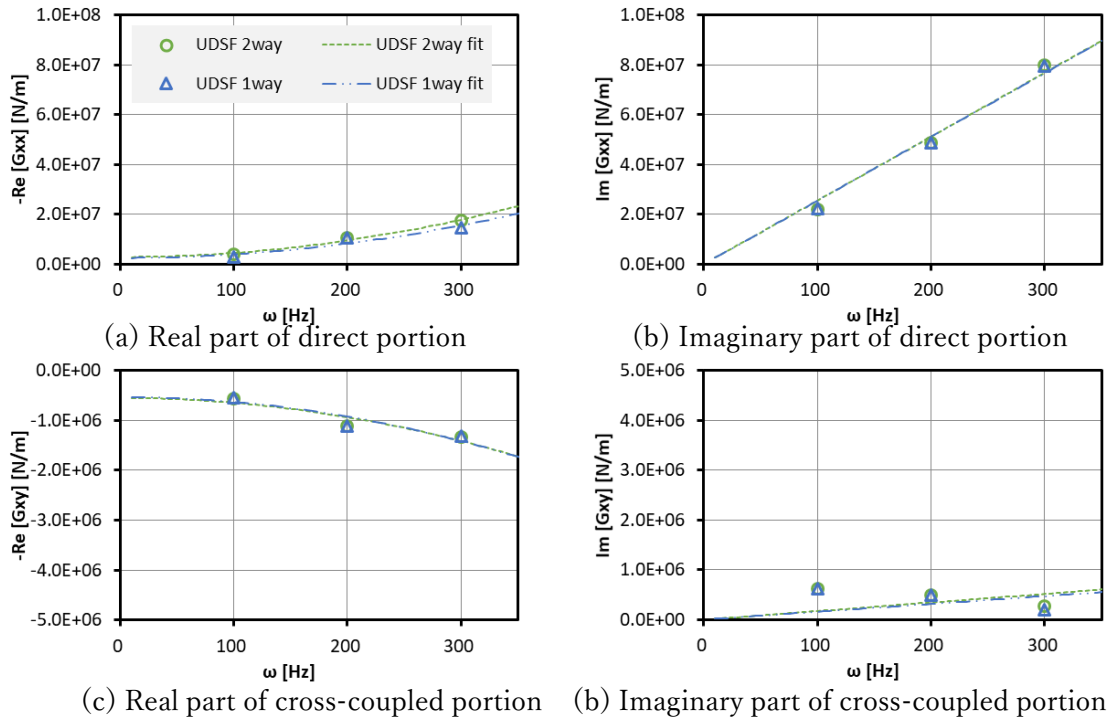 1.0E+08
8.0E+07
6.0E+07
4.0E+07
2.0E+07
0.0E+00
-Re [Gxx] [N/m]
UDSF 2way
UDSF 2way fit
UDSF 1way
UDSF 1way fit
0 100 200 300
ω [Hz]
(a) Real part of direct portion
1.0E+08
8.0E+07
6.0E+07
4.0E+07
2.0E+07
0.0E+00
Im [Gxx] [N/m]
0 100 200 300
ω [Hz]
(b) Imaginary part of direct portion
0.0E+00
-1.0E+06
-2.0E+06
-3.0E+06
-4.0E+06
-5.0E+06
-Re [Gxy] [N/m]
0 100 200 300
ω [Hz]
(c) Real part of cross-coupled portion
5.0E+06
4.0E+06
3.0E+06
2.0E+06
1.0E+06
0.0E+00
Im [Gxy] [N/m]
0 100 200 300
ω [Hz]
(b) Imaginary part of cross-coupled portion